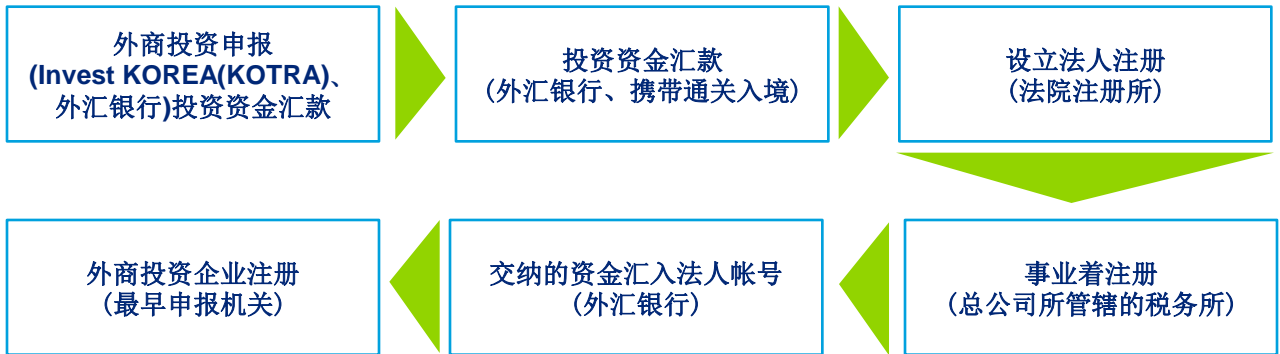 外商投资申报
(Invest KOREA(KOTRA)、
外汇银行)投资资金汇款
投资资金汇款
(外汇银行、携带通关入境)
设立法人注册
(法院注册所)
事业着注册
(总公司所管辖的税务所)
交纳的资金汇入法人帐号
(外汇银行)
外商投资企业注册
(最早申报机关)